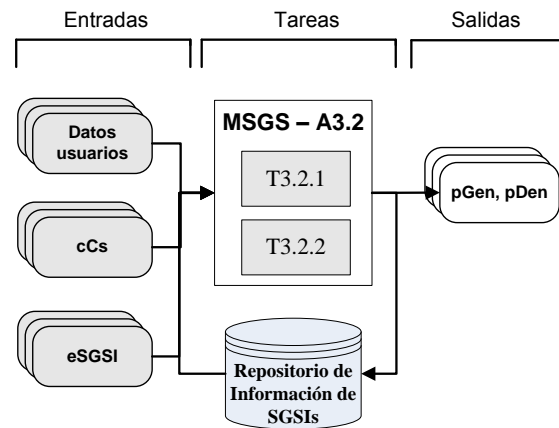 Entradas
Tareas
Salidas
Datos
usuarios
cCs
eSGSI
MSGS – A3.2
T3.2.1
T3.2.2
Repositorio de
Información de
SGSIs
pGen, pDen